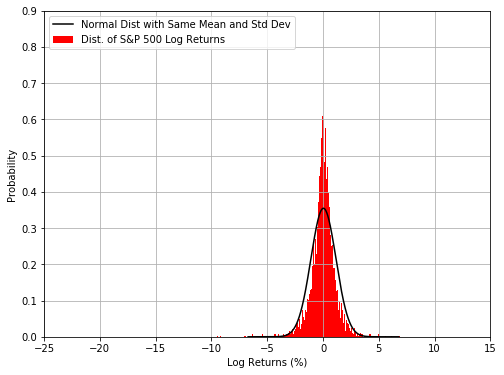 Normal Dist with Same Mean and Std Dev
Dist. of S&P 500 Log Returns
0.9
0.8
0.7
0.6
0.5
0.4
0.3
0.2
0.1
0.0
Probability
−25 −20 −15 −10 −5 0 5 10 15
Log Returns (%)